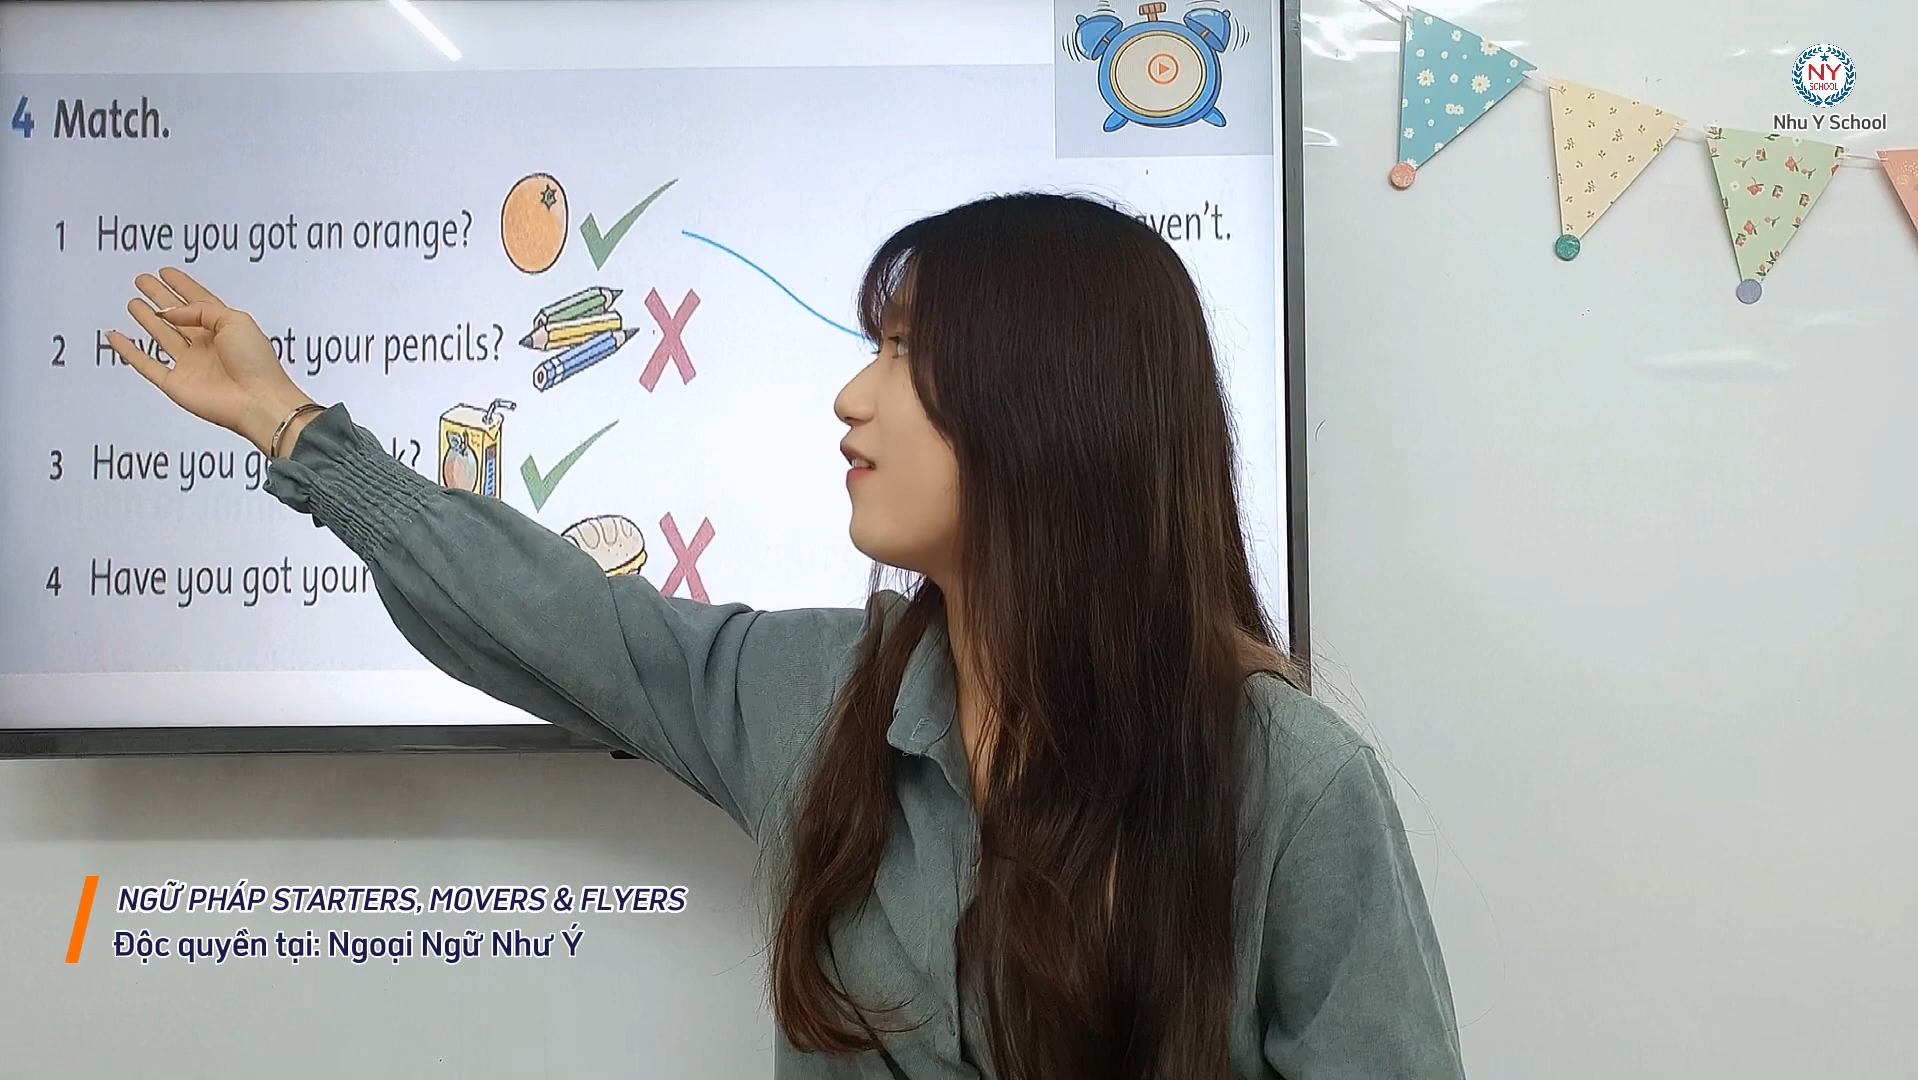 4 Match.
1 Have you got an orange?
haven't.
2 your pencils?
3 Have you
4 Have you got your
NY
SCHOOL
Nhu Y School
NGỮ PHÁP STARTERS, MOVERS & FLYERS
Độc quyền tại: Ngoại Ngữ Như Ý